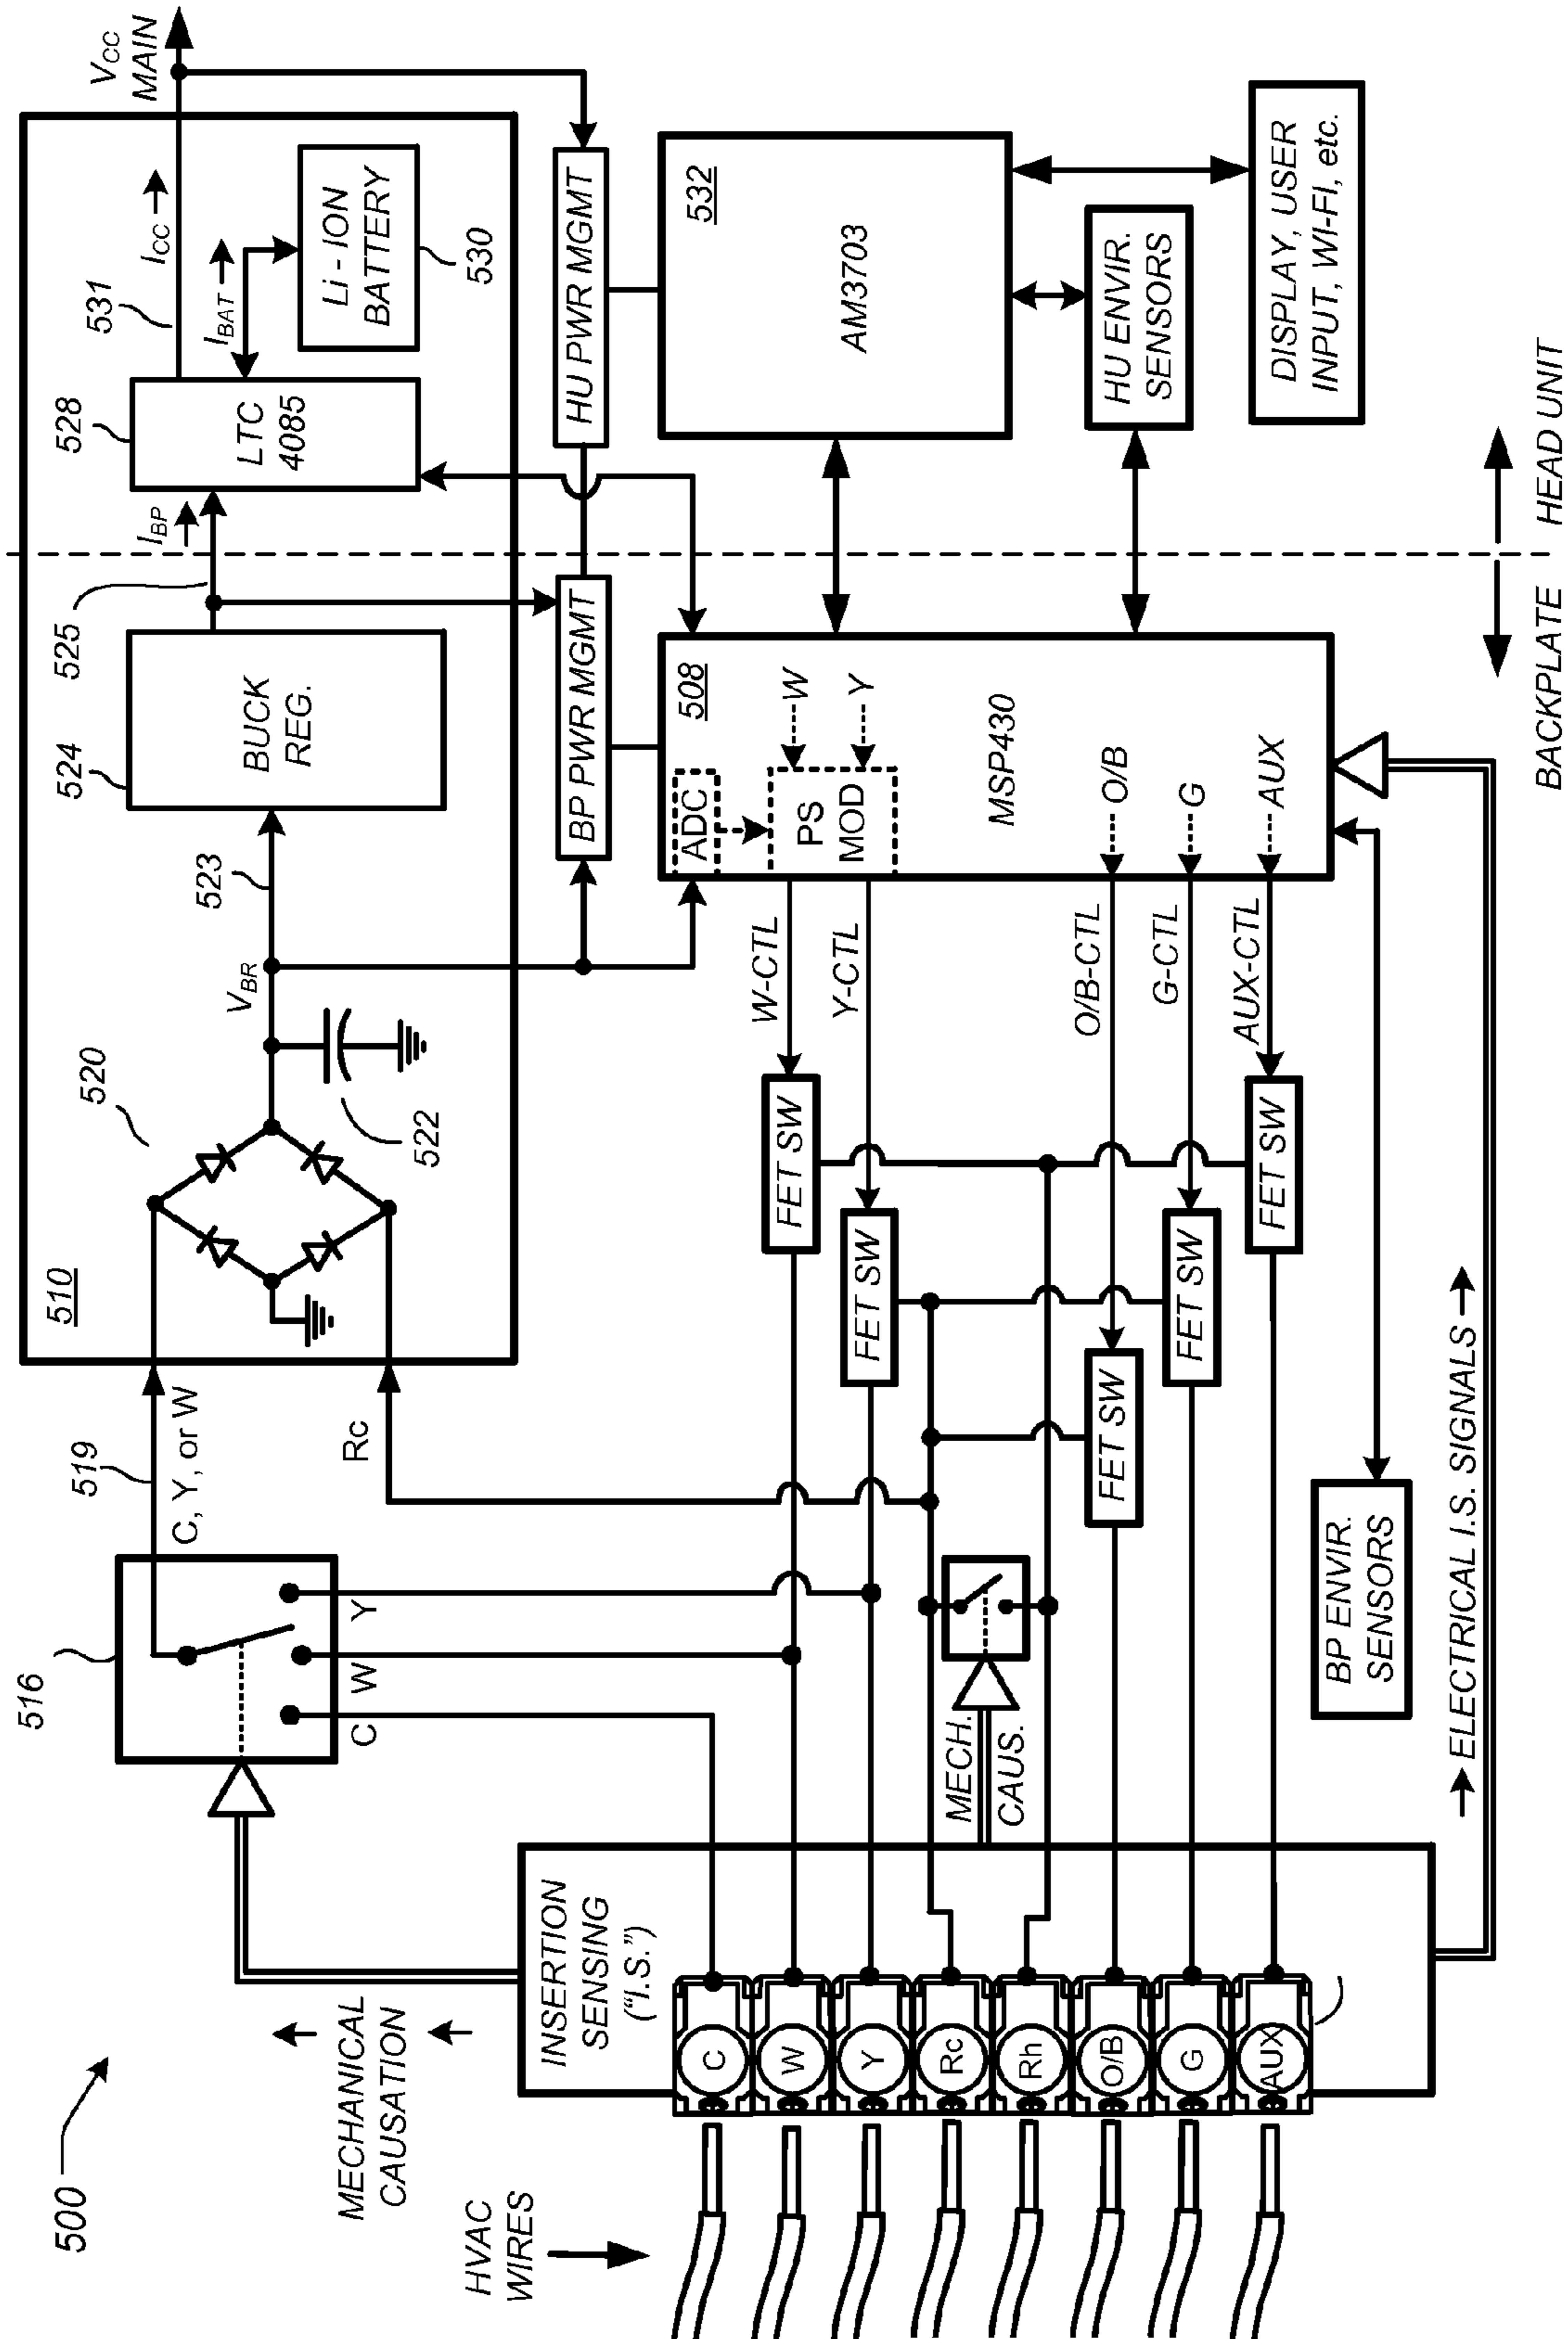 500
MECHANICAL
CAUSATION
HVAC
WIRES
INSERTION
SENSING
("I.S.")
C
W
Y
Rc
Rh
O/B
G
AUX
516
C
W
Y
519
C, Y, or W
Rc
MECH.
CAUS.
510
520
522
VBR
523
524
BUCK
REG.
525
IBP
528
LTC
4085
531
ICC
IBAT
Li - ION
BATTERY
530
VCC
MAIN
BP PWR MGMT
HU PWR MGMT
FET SW
FET SW
FET SW
FET SW
FET SW
W-CTL
Y-CTL
O/B-CTL
G-CTL
AUX-CTL
508
ADC
PS
MOD
W
Y
MSP430
O/B
G
AUX
532
AM3703
HU ENVIR.
SENSORS
DISPLAY, USER
INPUT, WI-FI, etc.
BP ENVIR.
SENSORS
ELECTRICAL I.S. SIGNALS
BACKPLATE
HEAD UNIT